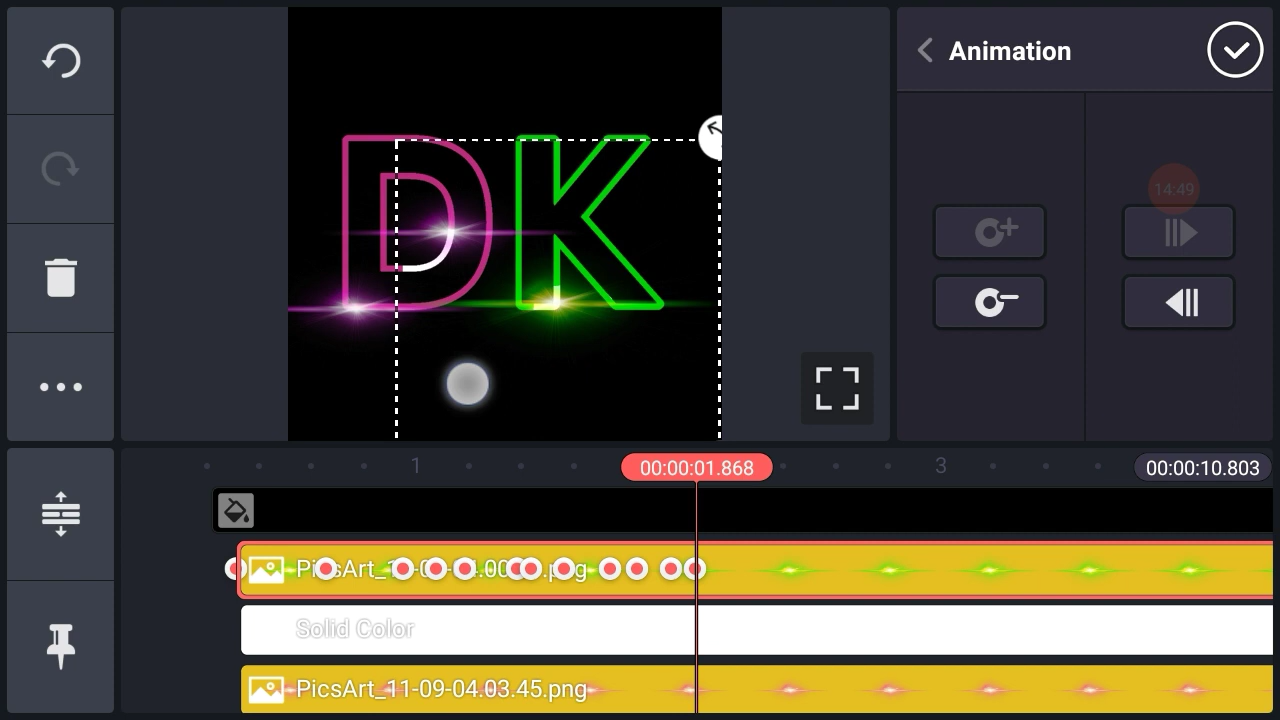 Animation
DK
14:49
1
00:00:01.868
3
00:00:10.803
Solid Color
PicsArt_11-09-04.03.45.png